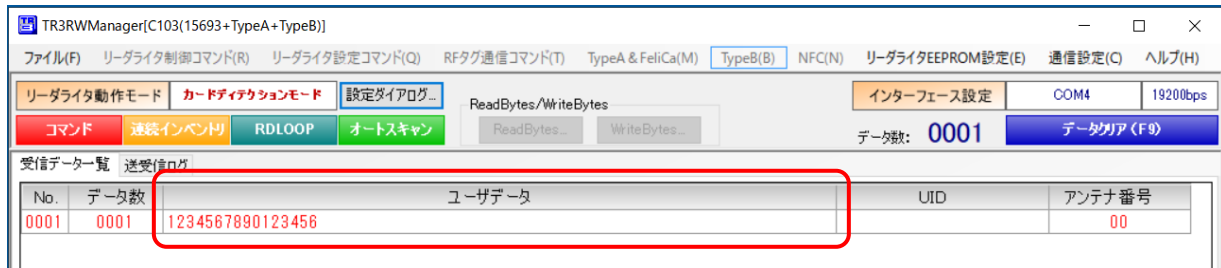 TR3RWManager[C103(15693+TypeA+TypeB)]
ファイル(F) リーダライタ制御コマンド(R) リーダライタ設定コマンド(Q) RFタグ通信コマンド(T) TypeA & FeliCa(M) TypeB(B) NFC(N) リーダライタEEPROM設定(E) 通信設定(C) ヘルプ(H)
リーダライタ動作モード カードディテクションモード 設定ダイアログ... ReadBytes/WriteBytes インターフェース設定 COM4 19200bps
コマンド 連続インベントリ RDLOOP オートスキャン ReadBytes... WriteBytes... データ数: 0001 データクリア(F9)
受信データ一覧 送受信ログ
No. データ数 ユーザデータ UID アンテナ番号
0001 0001 1234567890123456 00